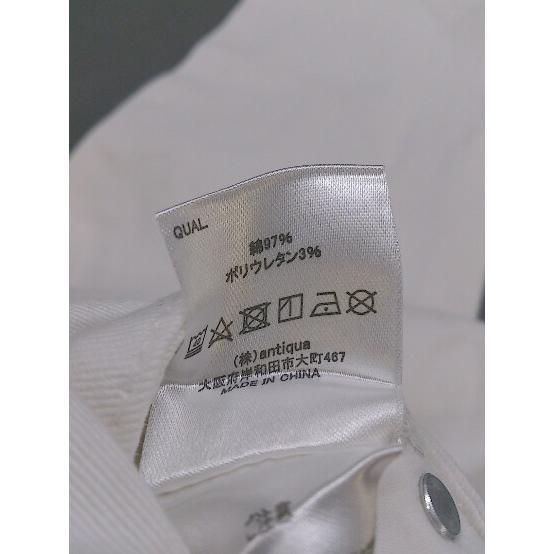 QUAL
綿97%
ポリウレタン3%
(株)antiqua
大阪府岸和田市大町467
MADE IN CHINA